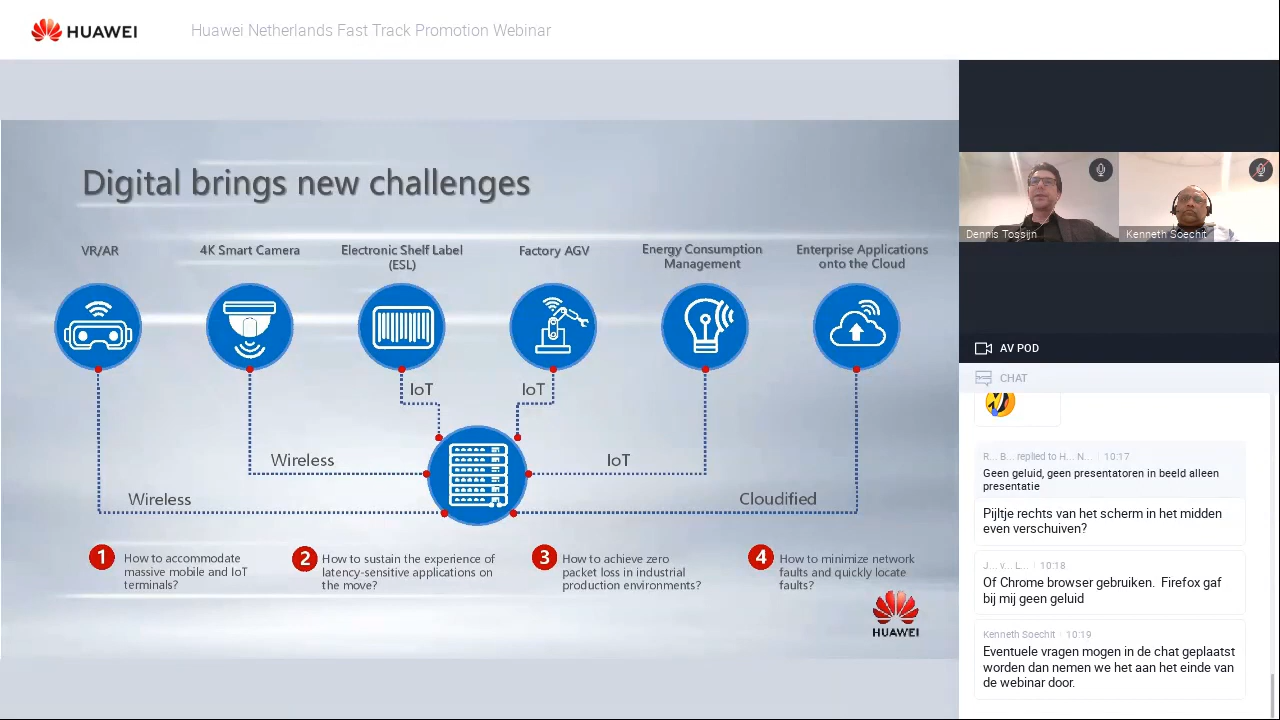 HUAWEI
Huawei Netherlands Fast Track Promotion Webinar
Digital brings new challenges
VR/AR
4K Smart Camera
Electronic Shelf Label
(ESL)
Factory AGV
Energy Consumption
Management
Enterprise Applications
onto the Cloud
IoT
IoT
Wireless
IoT
Wireless
Cloudified
1
How to accommodate
massive mobile and IoT
terminals?
2
How to sustain the experience of
latency-sensitive applications on
the move?
3
How to achieve zero
packet loss in industrial
production environments?
4
How to minimize network
faults and quickly locate
faults?
HUAWEI
Dennis Tossijn
Kenneth Soechit
AV POD
CHAT
R... B... replied to H... N... 10:17
Geen geluid, geen presentatoren in beeld alleen
presentatie
Pijltje rechts van het scherm in het midden
even verschuiven?
J... v... L... 10:18
Of Chrome browser gebruiken. Firefox gaf
bij mij geen geluid
Kenneth Soechit 10:19
Eventuele vragen mogen in de chat geplaatst
worden dan nemen we het aan het einde van
de webinar door.